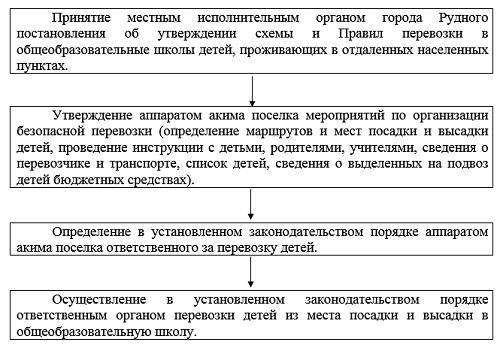 Принятие местным исполнительным органом города Рудного
постановления об утверждении схемы и Правил перевозки в
общеобразовательные школы детей, проживающих в отдаленных населенных
пунктах.
Утверждение аппаратом акима поселка мероприятий по организации
безопасной перевозки (определение маршрутов и мест посадки и высадки
детей, проведение инструкции с детьми, родителями, учителями, сведения о
перевозчике и транспорте, список детей, сведения о выделенных на подвоз
детей бюджетных средствах).
Определение в установленном законодательством порядке аппаратом
акима поселка ответственного за перевозку детей.
Осуществление в установленном законодательством порядке
ответственным органом перевозки детей из места посадки и высадки в
общеобразовательную школу.